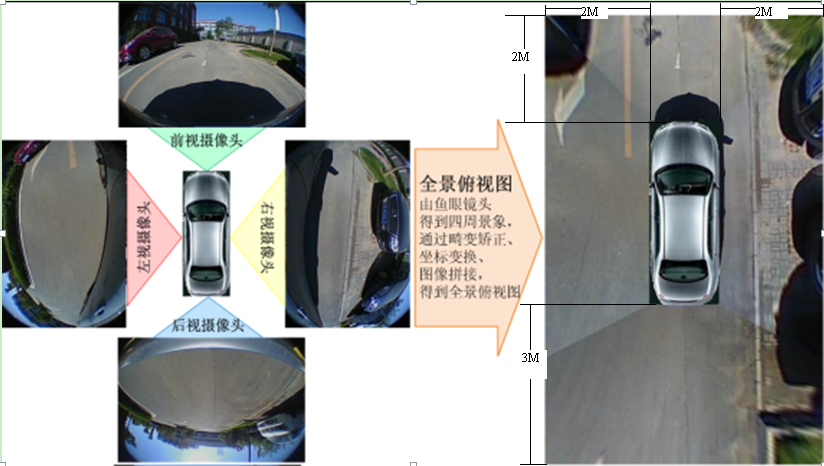 2M
2M
2M
前视摄像头
左视摄像头
右视摄像头
后视摄像头
全景俯视图
由鱼眼镜头
得到四周景象，
通过畸变矫正、
坐标变换、
图像拼接，
得到全景俯视图
3M